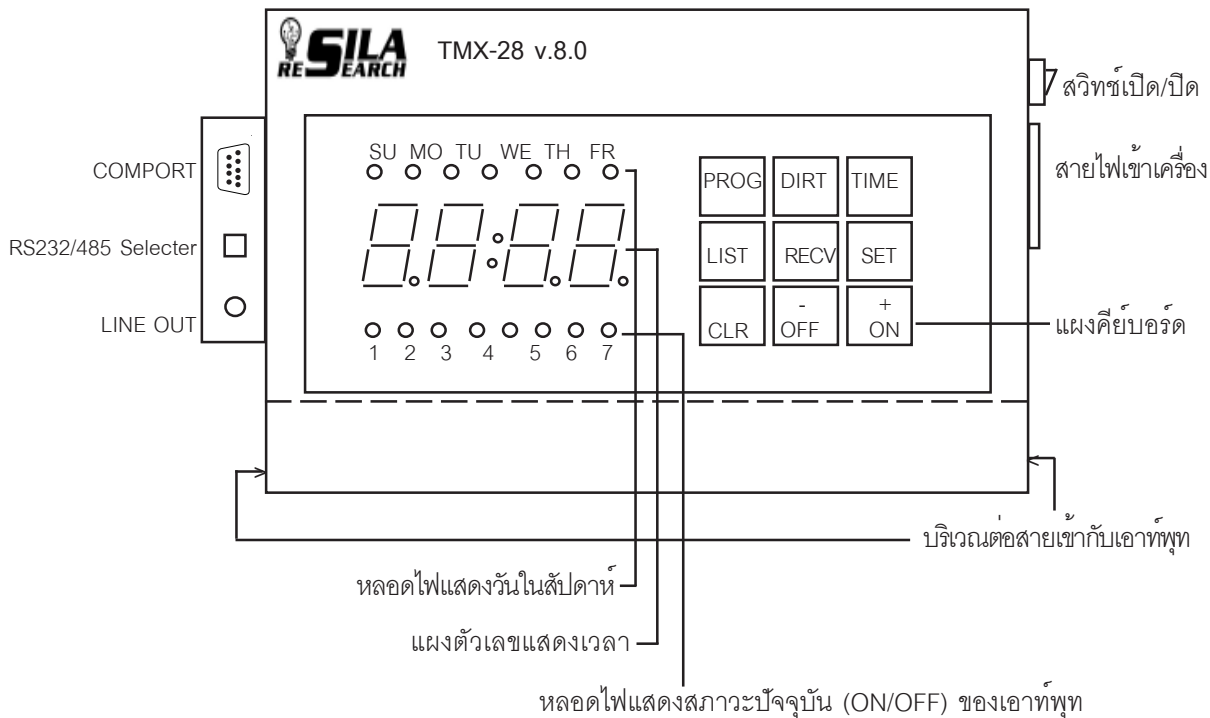 SILA
RESEARCH
TMX-28 v.8.0
สวิทช์เปิด/ปิด
COMPORT
SU MO TU WE TH FR
PROG DIRT TIME
สายไฟเข้าเครื่อง
RS232/485 Selecter
88:88
LIST RECV SET
LINE OUT
CLR - OFF + ON
แผงคีย์บอร์ด
1 2 3 4 5 6 7
บริเวณต่อสายเข้ากับเอาท์พุท
หลอดไฟแสดงวันในสัปดาห์
แผงตัวเลขแสดงเวลา
หลอดไฟแสดงสภาวะปัจจุบัน (ON/OFF) ของเอาท์พุท